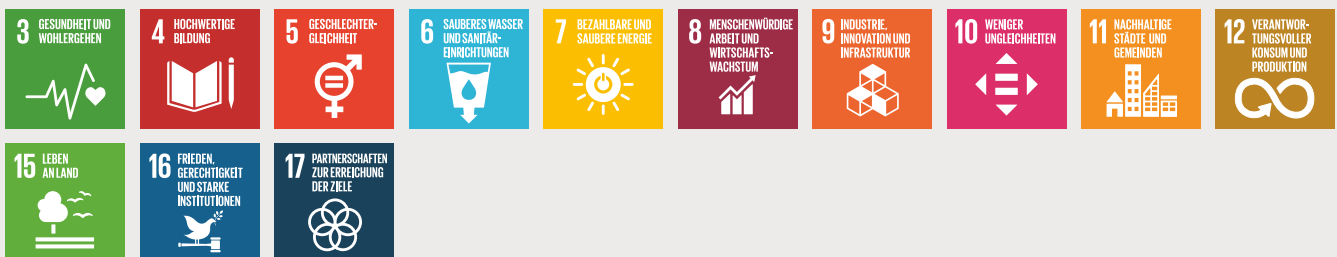 3 GESUNDHEIT UND
WOHLERGEHEN
4 HOCHWERTIGE
BILDUNG
5 GESCHLECHTER-
GLEICHHEIT
6 SAUBERES WASSER
UND SANITÄR-
EINRICHTUNGEN
7 BEZAHLBARE UND
SAUBERE ENERGIE
8 MENSCHENWÜRDIGE
ARBEIT UND
WIRTSCHAFTS-
WACHSTUM
9 INDUSTRIE,
INNOVATION UND
INFRASTRUKTUR
10 WENIGER
UNGLEICHHEITEN
11 NACHHALTIGE
STÄDTE UND
GEMEINDEN
12 VERANTWOR-
TUNGSVOLLER
KONSUM UND
PRODUKTION
15 LEBEN
AN LAND
16 FRIEDEN,
GERECHTIGKEIT
UND STARKE
INSTITUTIONEN
17 PARTNERSCHAFTEN
ZUR ERREICHUNG
DER ZIELE